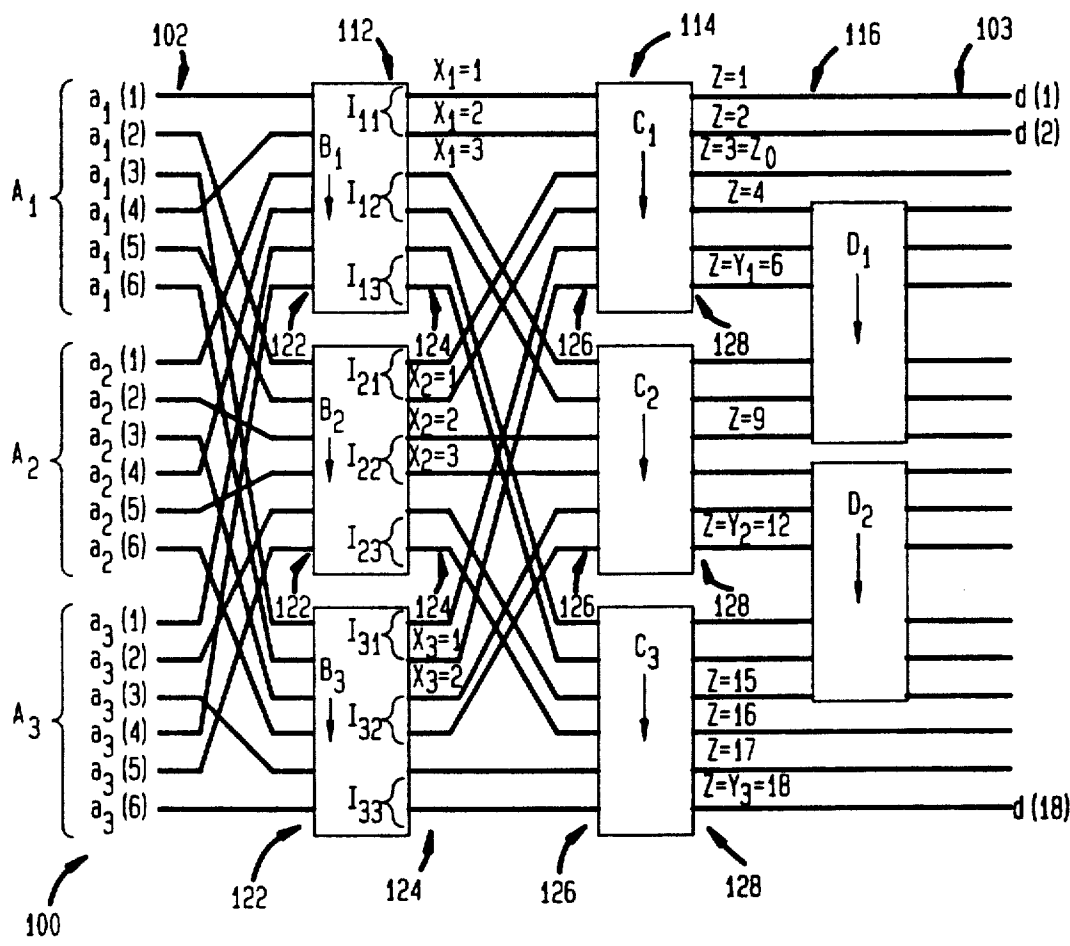 102
112
114
116
103
A1
a1 (1)
a1 (2)
a1 (3)
a1 (4)
a1 (5)
a1 (6)
B1
I11
I12
I13
X1=1
X1=2
X1=3
C1
Z=1
Z=2
Z=3=Z0
Z=4
Z=Y1=6
d (1)
d (2)
D1
122
124
126
128
A2
a2 (1)
a2 (2)
a2 (3)
a2 (4)
a2 (5)
a2 (6)
B2
I21
I22
I23
X2=1
X2=2
X2=3
C2
Z=9
Z=Y2=12
D2
122
124
126
128
A3
a3 (1)
a3 (2)
a3 (3)
a3 (4)
a3 (5)
a3 (6)
B3
I31
I32
I33
X3=1
X3=2
C3
Z=15
Z=16
Z=17
Z=Y3=18
d (18)
100
122
124
126
128